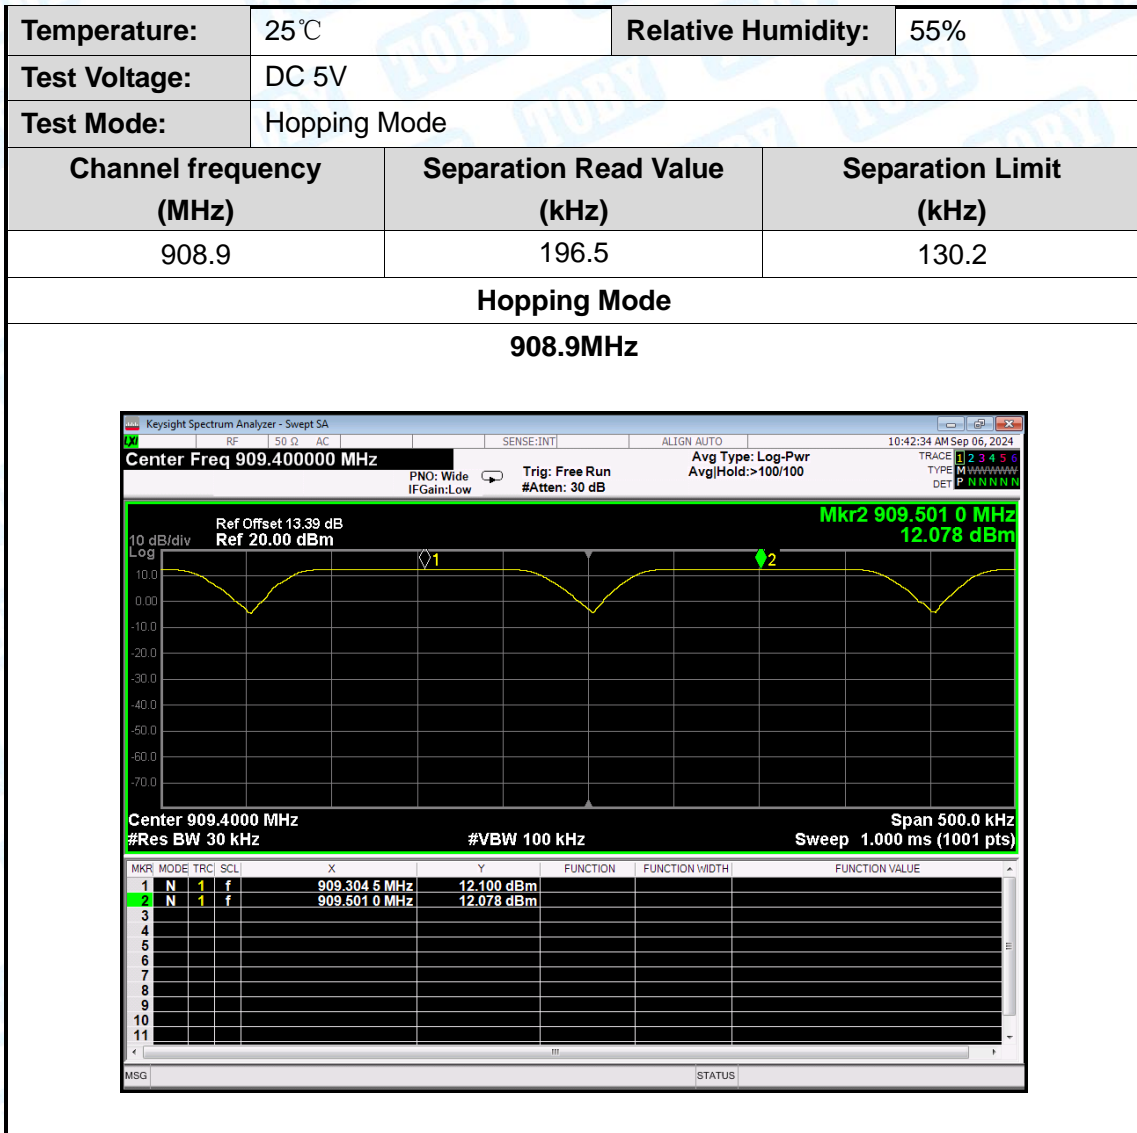 Temperature: 25℃ Relative Humidity: 55%
Test Voltage: DC 5V
Test Mode: Hopping Mode
Channel frequency (MHz) Separation Read Value (kHz) Separation Limit (kHz)
908.9 196.5 130.2
Hopping Mode
908.9MHz
Keysight Spectrum Analyzer - Swept SA
LXI RF 50 Ω AC SENSE:INT ALIGN AUTO 10:42:34 AM Sep 06, 2024
Center Freq 909.400000 MHz
PNO: Wide
IFGain:Low
Trig: Free Run
#Atten: 30 dB
Avg Type: Log-Pwr
Avg|Hold:>100/100
TRACE 1 2 3 4 5 6
TYPE M WWWWW
DET P N N N N N
Mkr2 909.501 0 MHz
12.078 dBm
Ref Offset 13.39 dB
10 dB/div Ref 20.00 dBm
Log
1
2
10.0
0.00
-10.0
-20.0
-30.0
-40.0
-50.0
-60.0
-70.0
Center 909.4000 MHz Span 500.0 kHz
#Res BW 30 kHz #VBW 100 kHz Sweep 1.000 ms (1001 pts)
MKR MODE TRC SCL X Y FUNCTION FUNCTION WIDTH FUNCTION VALUE
1 N 1 f 909.304 5 MHz 12.100 dBm
2 N 1 f 909.501 0 MHz 12.078 dBm
3
4
5
6
7
8
9
10
11
MSG STATUS
TOBY